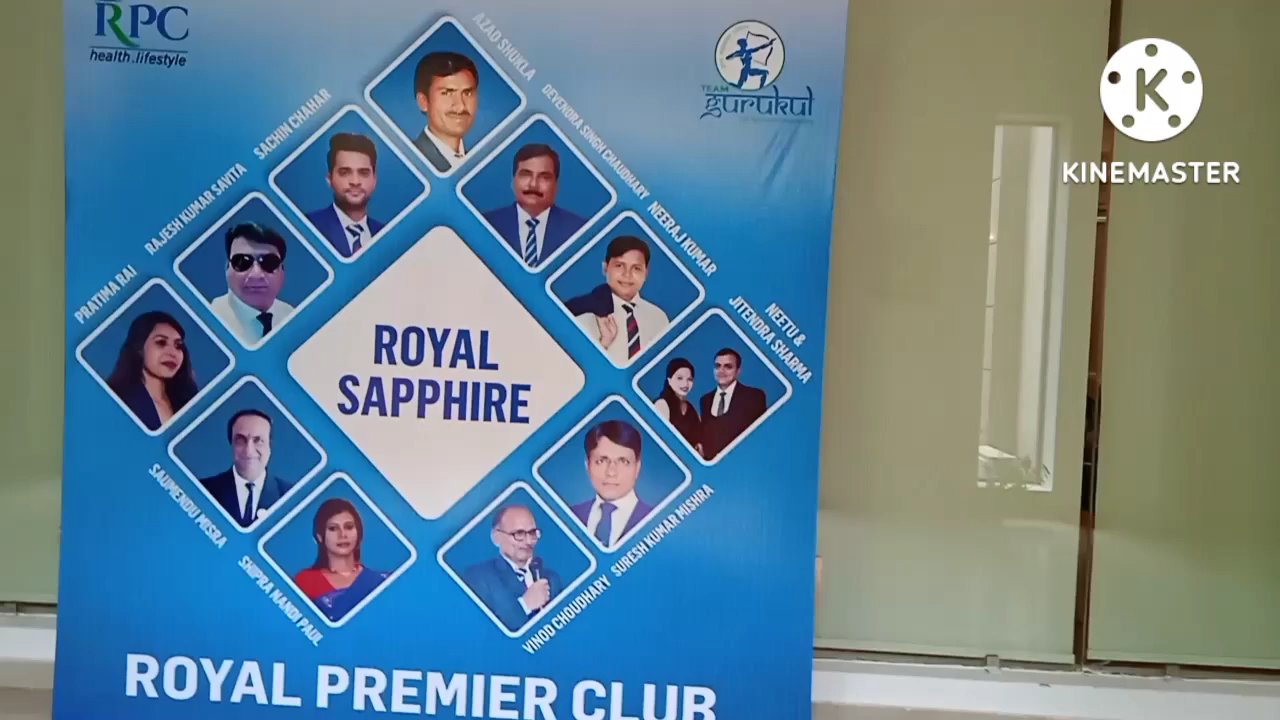 RPC
health.lifestyle
TEAM
gurukul
K
KINEMASTER
AZAD SHUKLA
SACHIN CHAHAR
DEVENDRA SINGH CHAUDHARY
RAJESH KUMAR SAVITA
NEERAJ KUMAR
PRATIMA RAI
NEETU &
JITENDRA SHARMA
ROYAL
SAPPHIRE
SAUMENDU MISRA
SURESH KUMAR MISHRA
SHIPRA NANDI PAUL
VINOD CHOUDHARY
ROYAL PREMIER CLUB